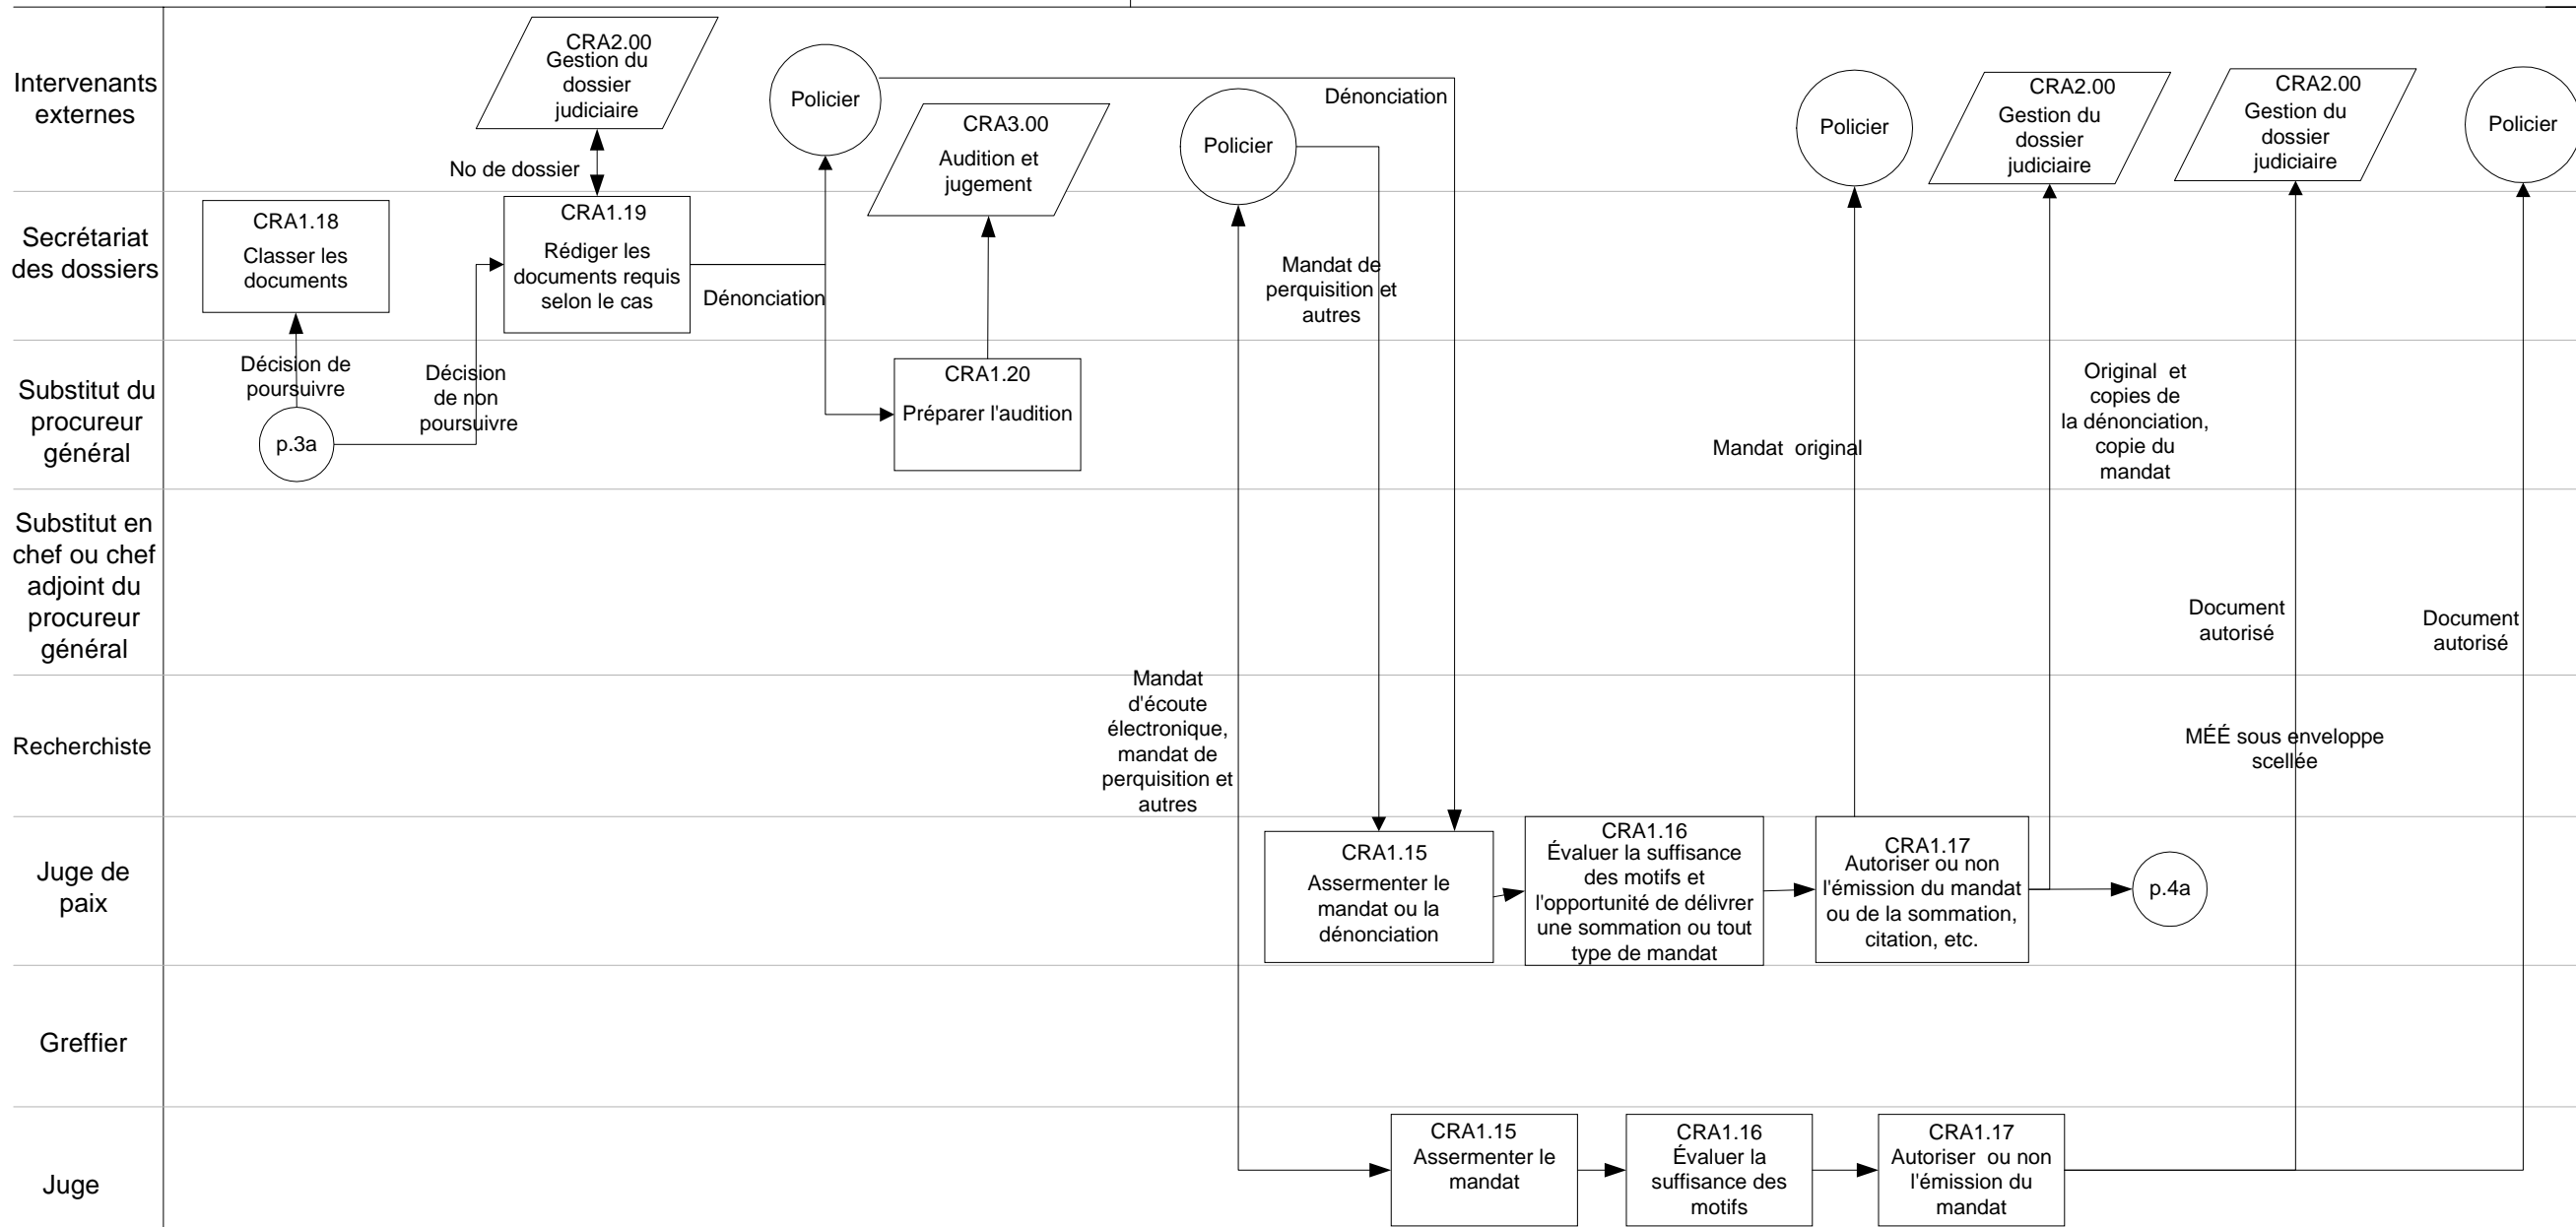 Intervenants
externes
CRA2.00
Gestion du
dossier
judiciaire
No de dossier
Policier
CRA3.00
Audition et
jugement
Policier
Dénonciation
Policier
CRA2.00
Gestion du
dossier
judiciaire
CRA2.00
Gestion du
dossier
judiciaire
Policier
Secrétariat
des dossiers
CRA1.18
Classer les
documents
CRA1.19
Rédiger les
documents requis
selon le cas
Dénonciation
Mandat de
perquisition et
autres
Substitut du
procureur
général
Décision de
poursuivre
p.3a
Décision
de non
poursuivre
CRA1.20
Préparer l'audition
Mandat original
Original et
copies de
la dénonciation,
copie du
mandat
Substitut en
chef ou chef
adjoint du
procureur
général
Document
autorisé
Document
autorisé
Recherchiste
Mandat
d'écoute
électronique,
mandat de
perquisition et
autres
MÉÉ sous enveloppe
scellée
Juge de
paix
CRA1.15
Assermenter le
mandat ou la
dénonciation
CRA1.16
Évaluer la suffisance
des motifs et
l'opportunité de délivrer
une sommation ou tout
type de mandat
CRA1.17
Autoriser ou non
l'émission du mandat
ou de la sommation,
citation, etc.
p.4a
Greffier
Juge
CRA1.15
Assermenter le
mandat
CRA1.16
Évaluer la
suffisance des
motifs
CRA1.17
Autoriser ou non
l'émission du
mandat